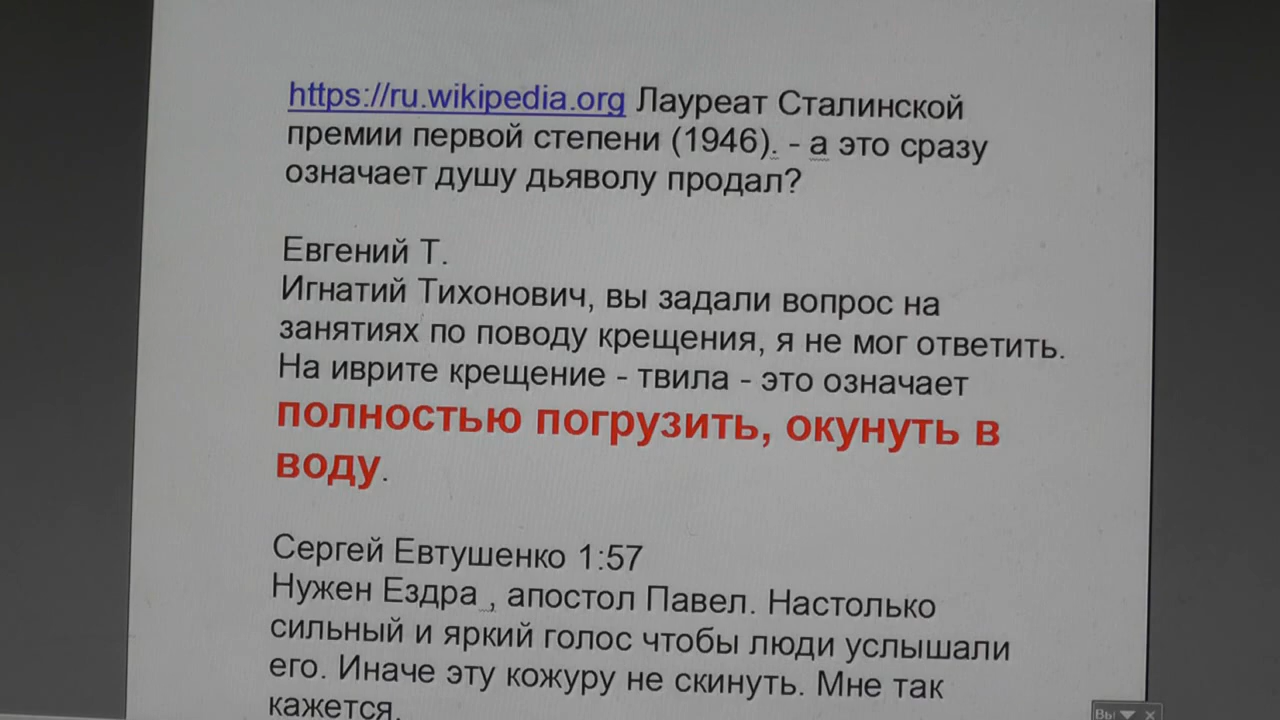 https://ru.wikipedia.org Лауреат Сталинской
премии первой степени (1946). - а это сразу
означает душу дьяволу продал?
Евгений Т.
Игнатий Тихонович, вы задали вопрос на
занятиях по поводу крещения, я не мог ответить.
На иврите крещение - твила - это означает
полностью погрузить, окунуть в
воду.
Сергей Евтушенко 1:57
Нужен Ездра , апостол Павел. Настолько
сильный и яркий голос чтобы люди услышали
его. Иначе эту кожуру не скинуть. Мне так
кажется.